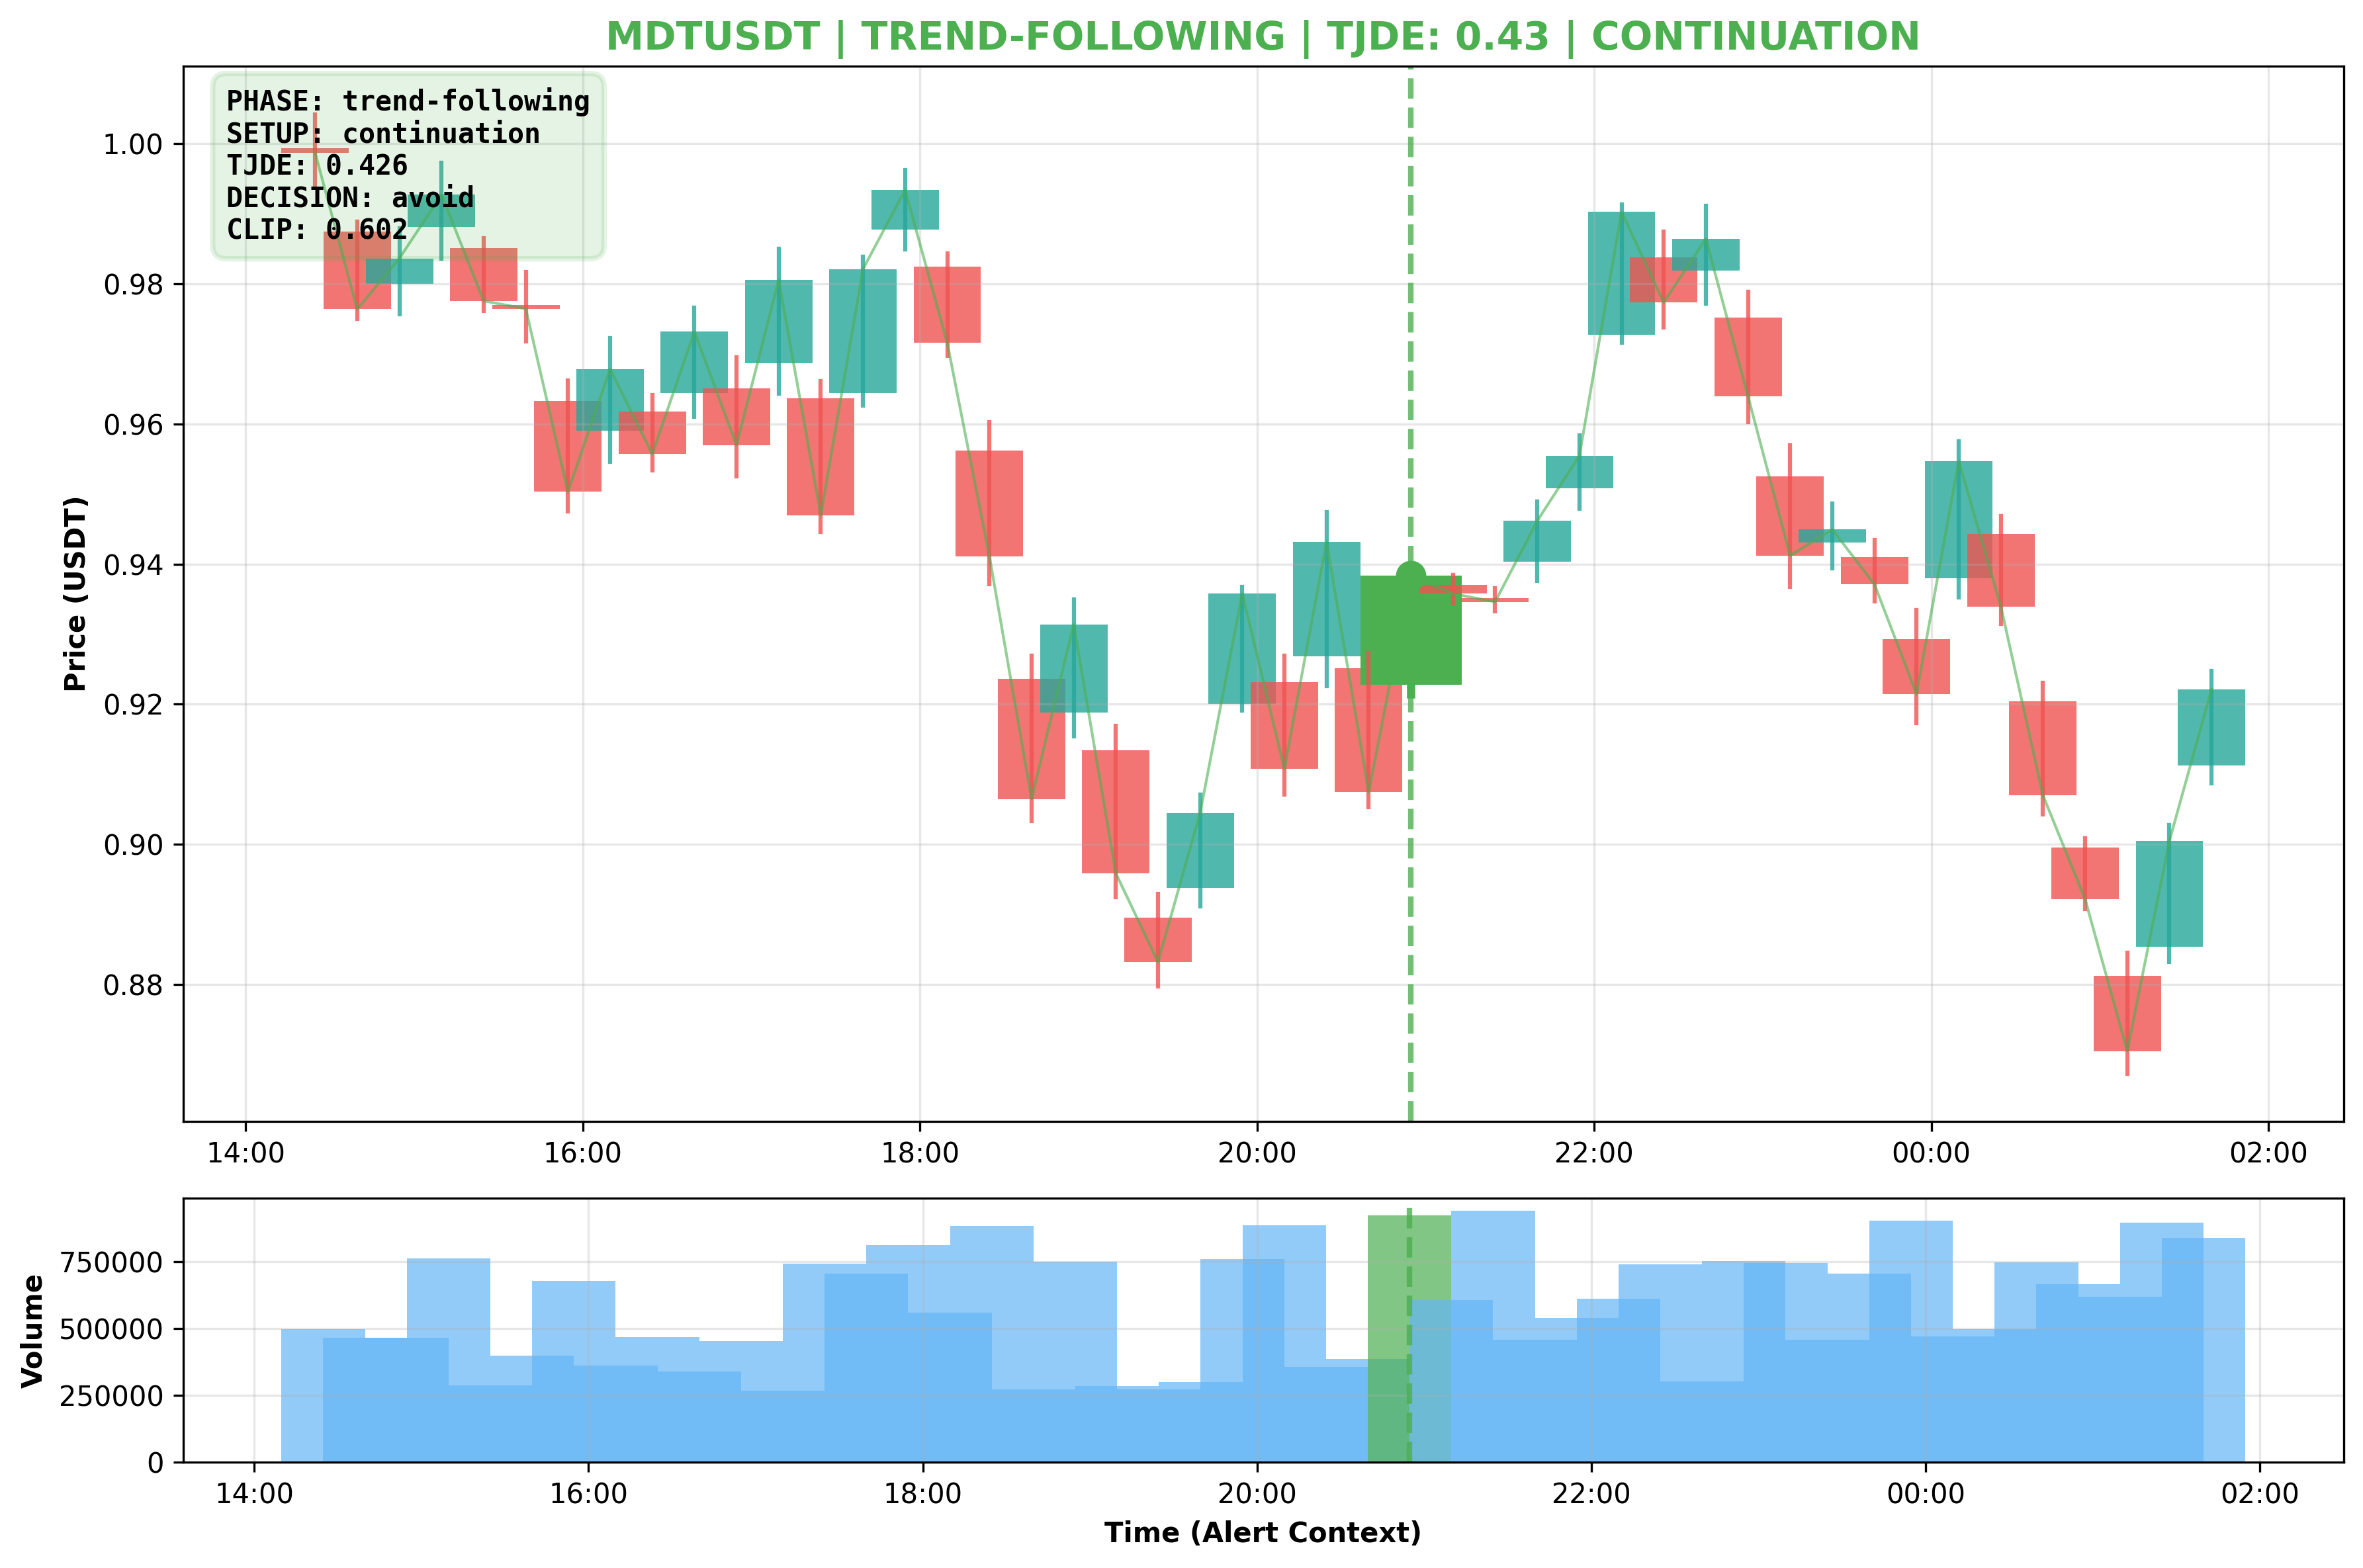 MDTUSDT | TREND-FOLLOWING | TJDE: 0.43 | CONTINUATION
PHASE: trend-following
SETUP: continuation
TJDE: 0.426
DECISION: avoid
CLIP: 0.602
Price (USDT)
1.00
0.98
0.96
0.94
0.92
0.90
0.88
14:00 16:00 18:00 20:00 22:00 00:00 02:00
Volume
750000
500000
250000
0
14:00 16:00 18:00 20:00 22:00 00:00 02:00
Time (Alert Context)